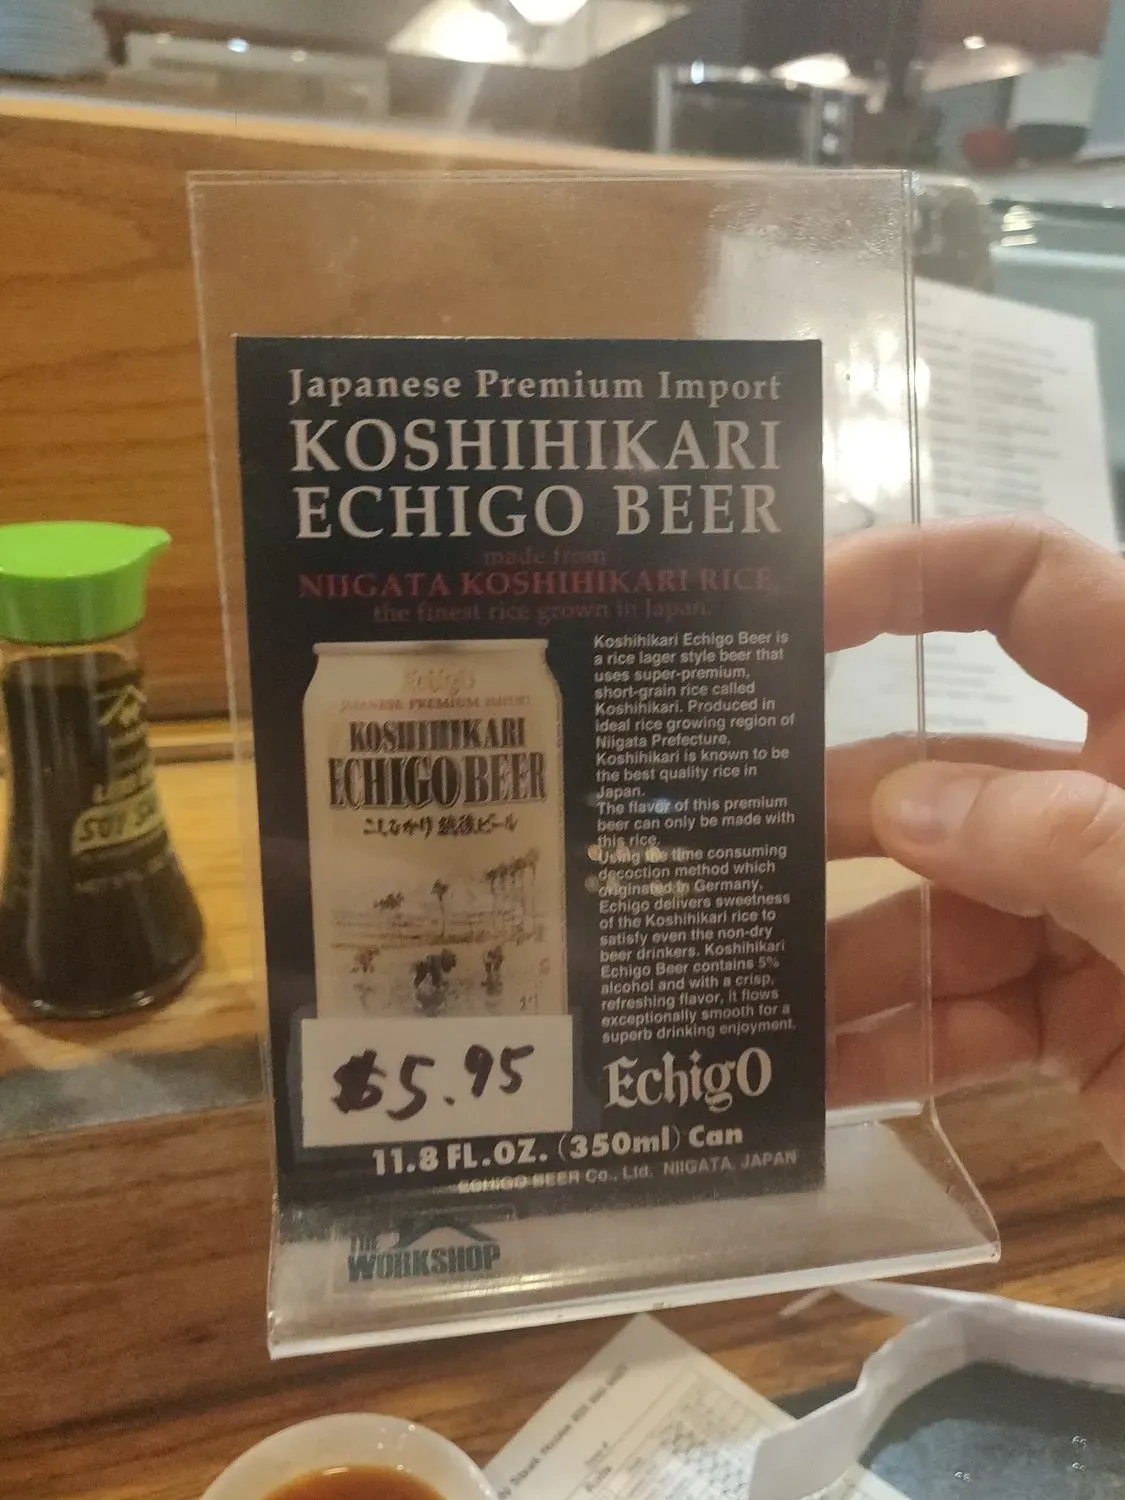 Japanese Premium Import
KOSHIHIKARI
ECHIGO BEER
made from
NIIGATA KOSHIHIKARI RICE,
the finest rice grown in Japan.
Echigo
JAPANESE PREMIUM IMPORT
KOSHIHIKARI
ECHIGO BEER
こしひかり越後ビール
Koshihikari Echigo Beer is
a rice lager style beer that
uses super-premium,
short-grain rice called
Koshihikari. Produced in
ideal rice growing region of
Niigata Prefecture,
Koshihikari is known to be
the best quality rice in
Japan.
The flavor of this premium
beer can only be made with
this rice.
Using the time consuming
decoction method which
originated in Germany,
Echigo delivers sweetness
of the Koshihikari rice to
satisfy even the non-dry
beer drinkers. Koshihikari
Echigo Beer contains 5%
alcohol and with a crisp,
refreshing flavor, it flows
exceptionally smooth for a
superb drinking enjoyment.
$5.95
Echigo
11.8 FL.OZ. (350ml) Can
ECHIGO BEER Co., Ltd. NIIGATA, JAPAN
THE
WORKSHOP